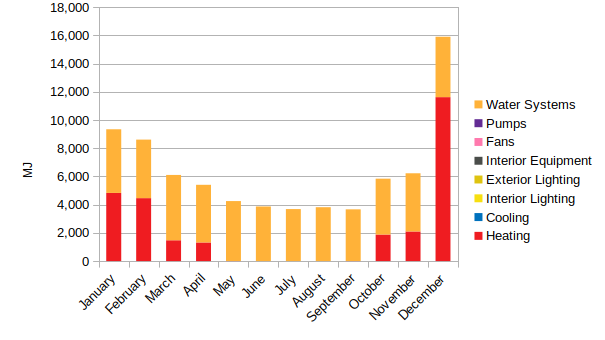 18,000
16,000
14,000
12,000
10,000
8,000
6,000
4,000
2,000
0
MJ
January
February
March
April
May
June
July
August
September
October
November
December
Water Systems
Pumps
Fans
Interior Equipment
Exterior Lighting
Interior Lighting
Cooling
Heating